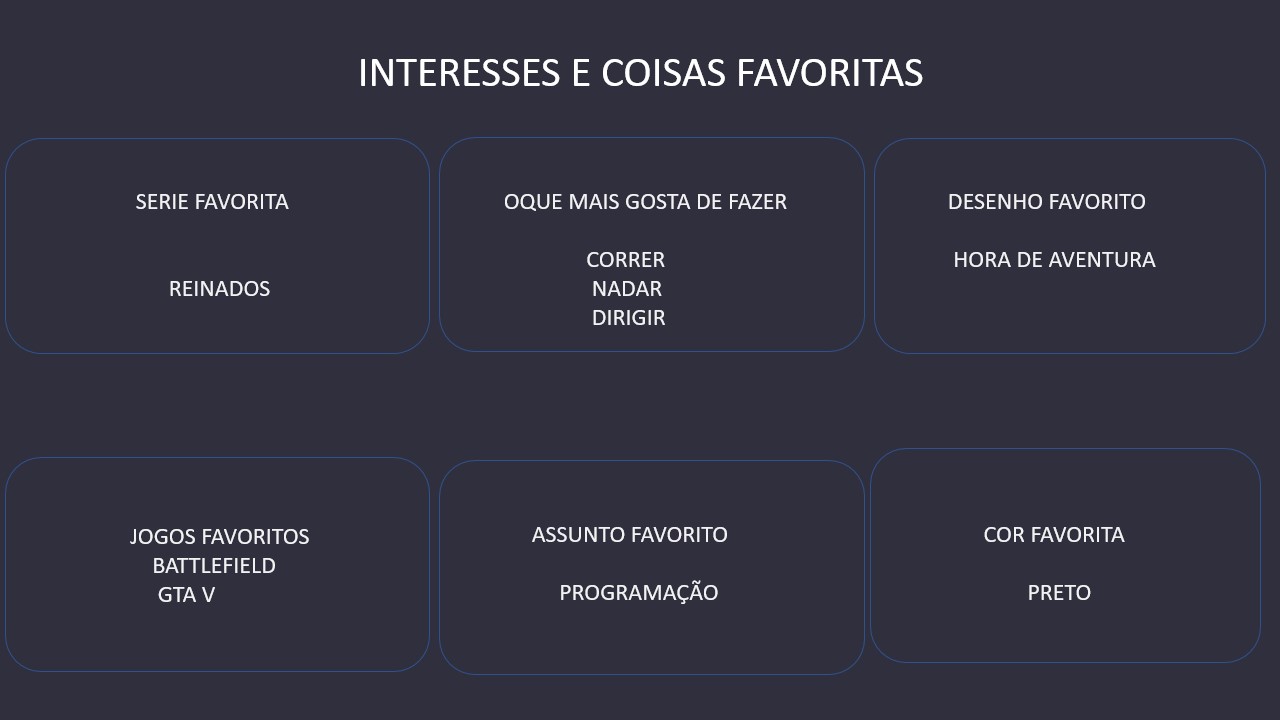 INTERESSES E COISAS FAVORITAS
SERIE FAVORITA
REINADOS
OQUE MAIS GOSTA DE FAZER
CORRER
NADAR
DIRIGIR
DESENHO FAVORITO
HORA DE AVENTURA
JOGOS FAVORITOS
BATTLEFIELD
GTA V
ASSUNTO FAVORITO
PROGRAMAÇÃO
COR FAVORITA
PRETO